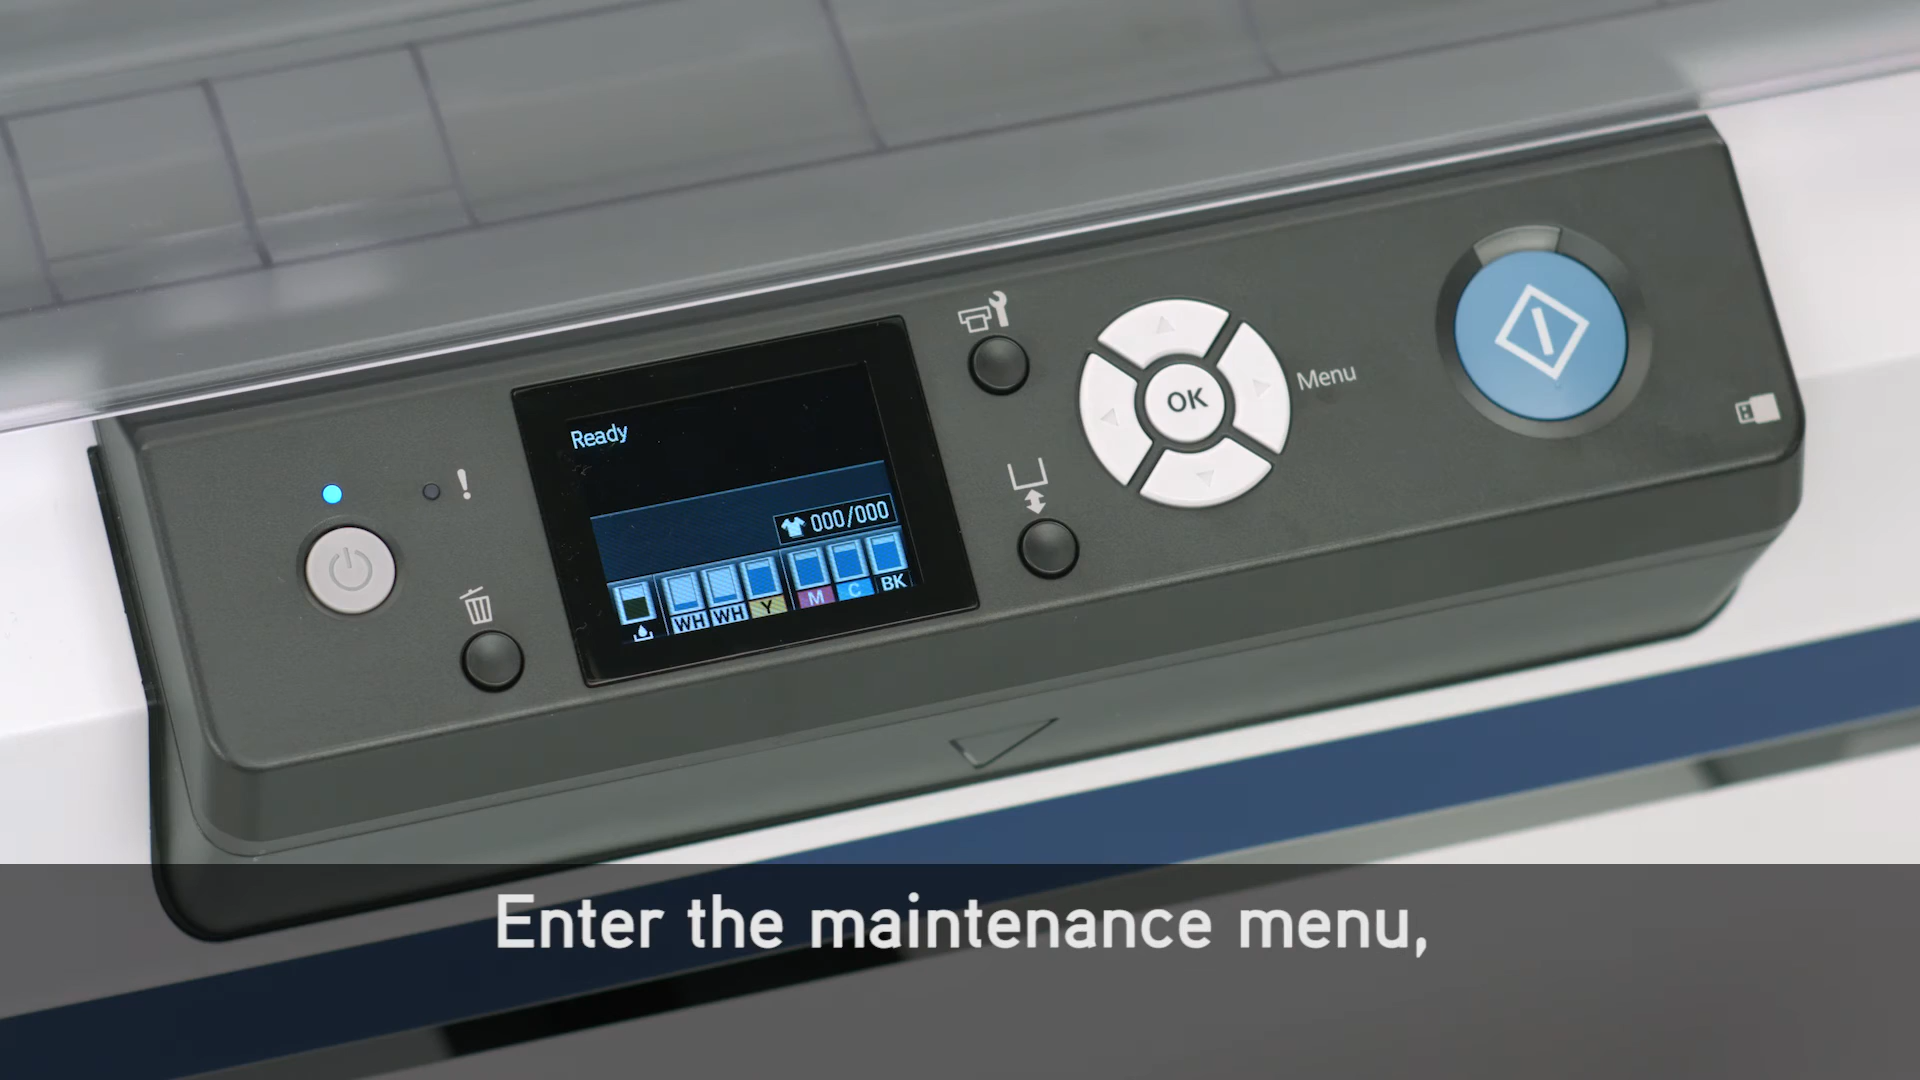 Ready
000/000
WH WH Y M C BK
OK
Menu
!
Enter the maintenance menu,